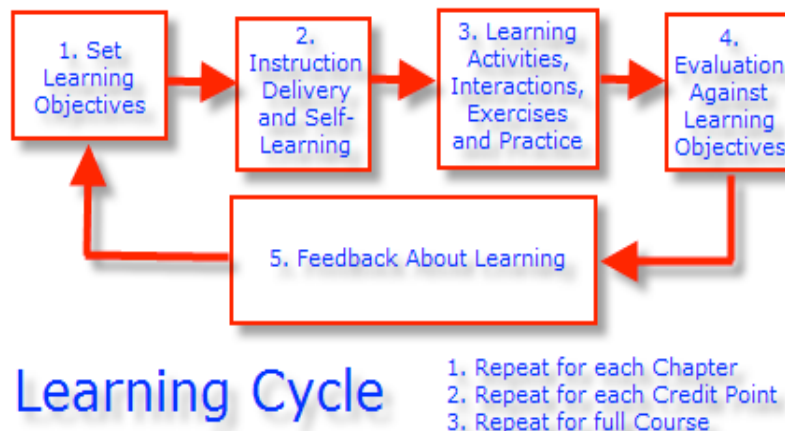 1. Set
Learning
Objectives
2.
Instruction
Delivery
and Self-
Learning
3. Learning
Activities,
Interactions,
Exercises
and Practice
4.
Evaluation
Against
Learning
Objectives
5. Feedback About Learning
Learning Cycle
1. Repeat for each Chapter
2. Repeat for each Credit Point
3. Repeat for full Course